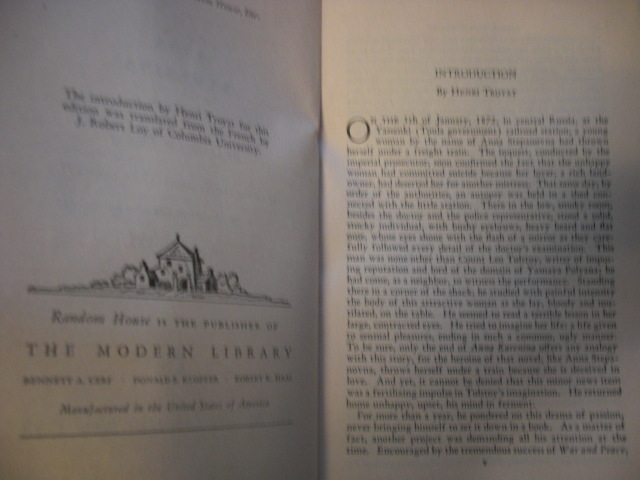 House, Inc.
The introduction by Henri Troyat for this
edition was translated from the French by
J. Robert Loy of Columbia University.
Random House IS THE PUBLISHER OF
THE MODERN LIBRARY
BENNETT A. CERF · DONALD S. KLOPFER · ROBERT K. HAAS
Manufactured in the United States of America
INTRODUCTION
By HENRI TROYAT
ON THE 5th of January, 1872, in central Russia, at the
Yasenki (Toula government) railroad station, a young
woman by the name of Anna Stepanovna had thrown
herself under a freight train. The inquest, conducted by the
imperial prosecutor, soon confirmed the fact that the unhappy
woman had committed suicide because her lover, a rich land-
owner, had deserted her for another mistress. That same day, by
order of the authorities, an autopsy was held in a shed con-
nected with the little station. There in the low, smoky room,
besides the doctor and the police representative, stood a solid,
stocky individual, with bushy eyebrows, heavy beard and flat
nose, whose eyes shone with the flash of a mirror as they care-
fully followed every detail of the doctor's examination. This
man was none other than Count Leo Tolstoy, writer of impos-
ing reputation and lord of the domain of Yasnaya Polyana; he
had come, as a neighbor, to witness the performance. Standing
there in a corner of the shack, he studied with painful intensity
the body of this attractive woman as she lay, bloody and mu-
tilated, on the table. He seemed to read a terrible lesson in her
large, contracted eyes. He tried to imagine her life: a life given
to sensual pleasures, ending in such a common, ugly manner.
To be sure, only the end of Anna Karenina offers any analogy
with this story, for the heroine of that novel, like Anna Stepa-
novna, throws herself under a train because she is deceived in
love. And yet, it cannot be denied that this minor news item
was a fertilizing impulse in Tolstoy's imagination. He returned
home unhappy, upset, his mind in ferment.
For more than a year, he pondered on this drama of passion,
never bringing himself to set it down in a book. As a matter of
fact, another project was demanding all his attention at the
time. Encouraged by the tremendous success of War and Peace,
v